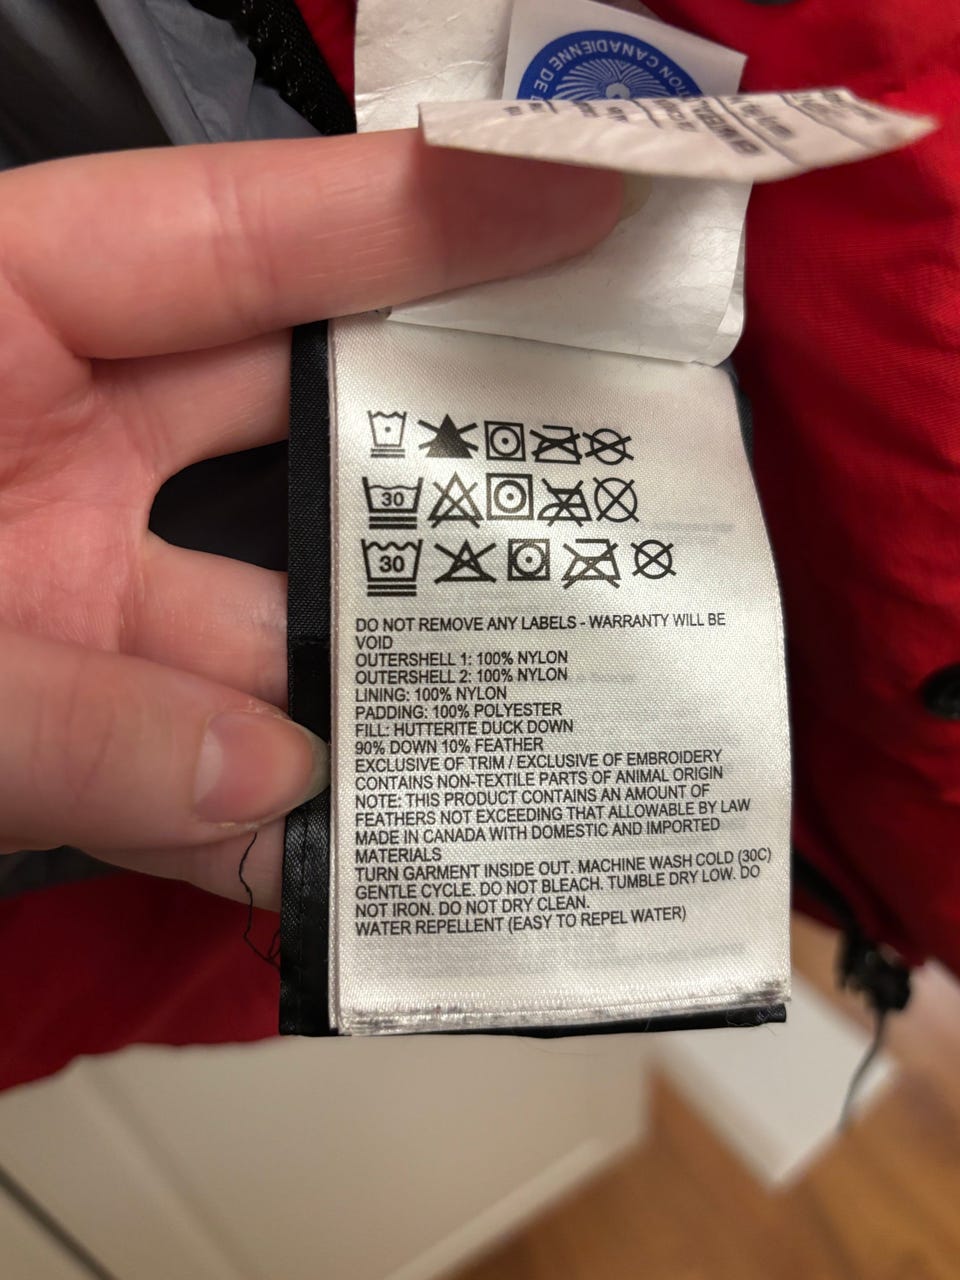 TION CANADIENNE DE
30
30
DO NOT REMOVE ANY LABELS - WARRANTY WILL BE
VOID
OUTERSHELL 1: 100% NYLON
OUTERSHELL 2: 100% NYLON
LINING: 100% NYLON
PADDING: 100% POLYESTER
FILL: HUTTERITE DUCK DOWN
90% DOWN 10% FEATHER
EXCLUSIVE OF TRIM / EXCLUSIVE OF EMBROIDERY
CONTAINS NON-TEXTILE PARTS OF ANIMAL ORIGIN
NOTE: THIS PRODUCT CONTAINS AN AMOUNT OF
FEATHERS NOT EXCEEDING THAT ALLOWABLE BY LAW
MADE IN CANADA WITH DOMESTIC AND IMPORTED
MATERIALS
TURN GARMENT INSIDE OUT. MACHINE WASH COLD (30C)
GENTLE CYCLE. DO NOT BLEACH. TUMBLE DRY LOW. DO
NOT IRON. DO NOT DRY CLEAN.
WATER REPELLENT (EASY TO REPEL WATER)